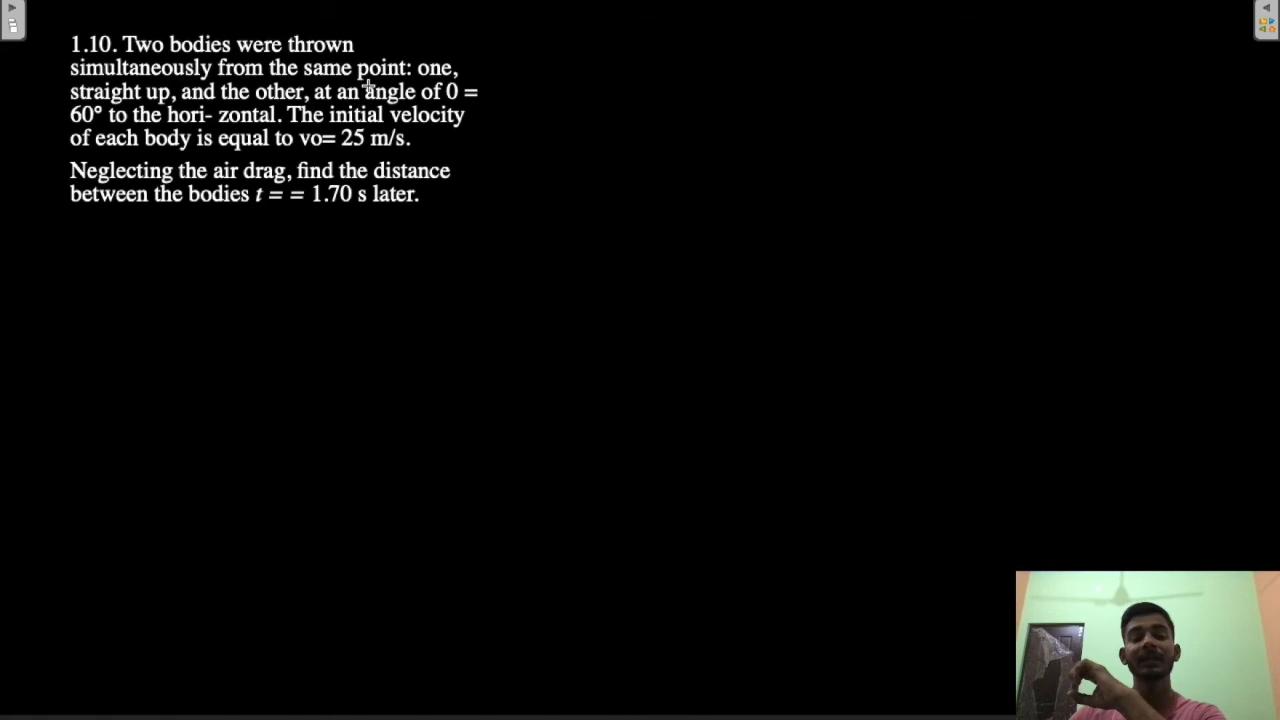 1.10. Two bodies were thrown
simultaneously from the same point: one,
straight up, and the other, at an angle of 0 =
60° to the hori- zontal. The initial velocity
of each body is equal to vo= 25 m/s.
Neglecting the air drag, find the distance
between the bodies t = = 1.70 s later.